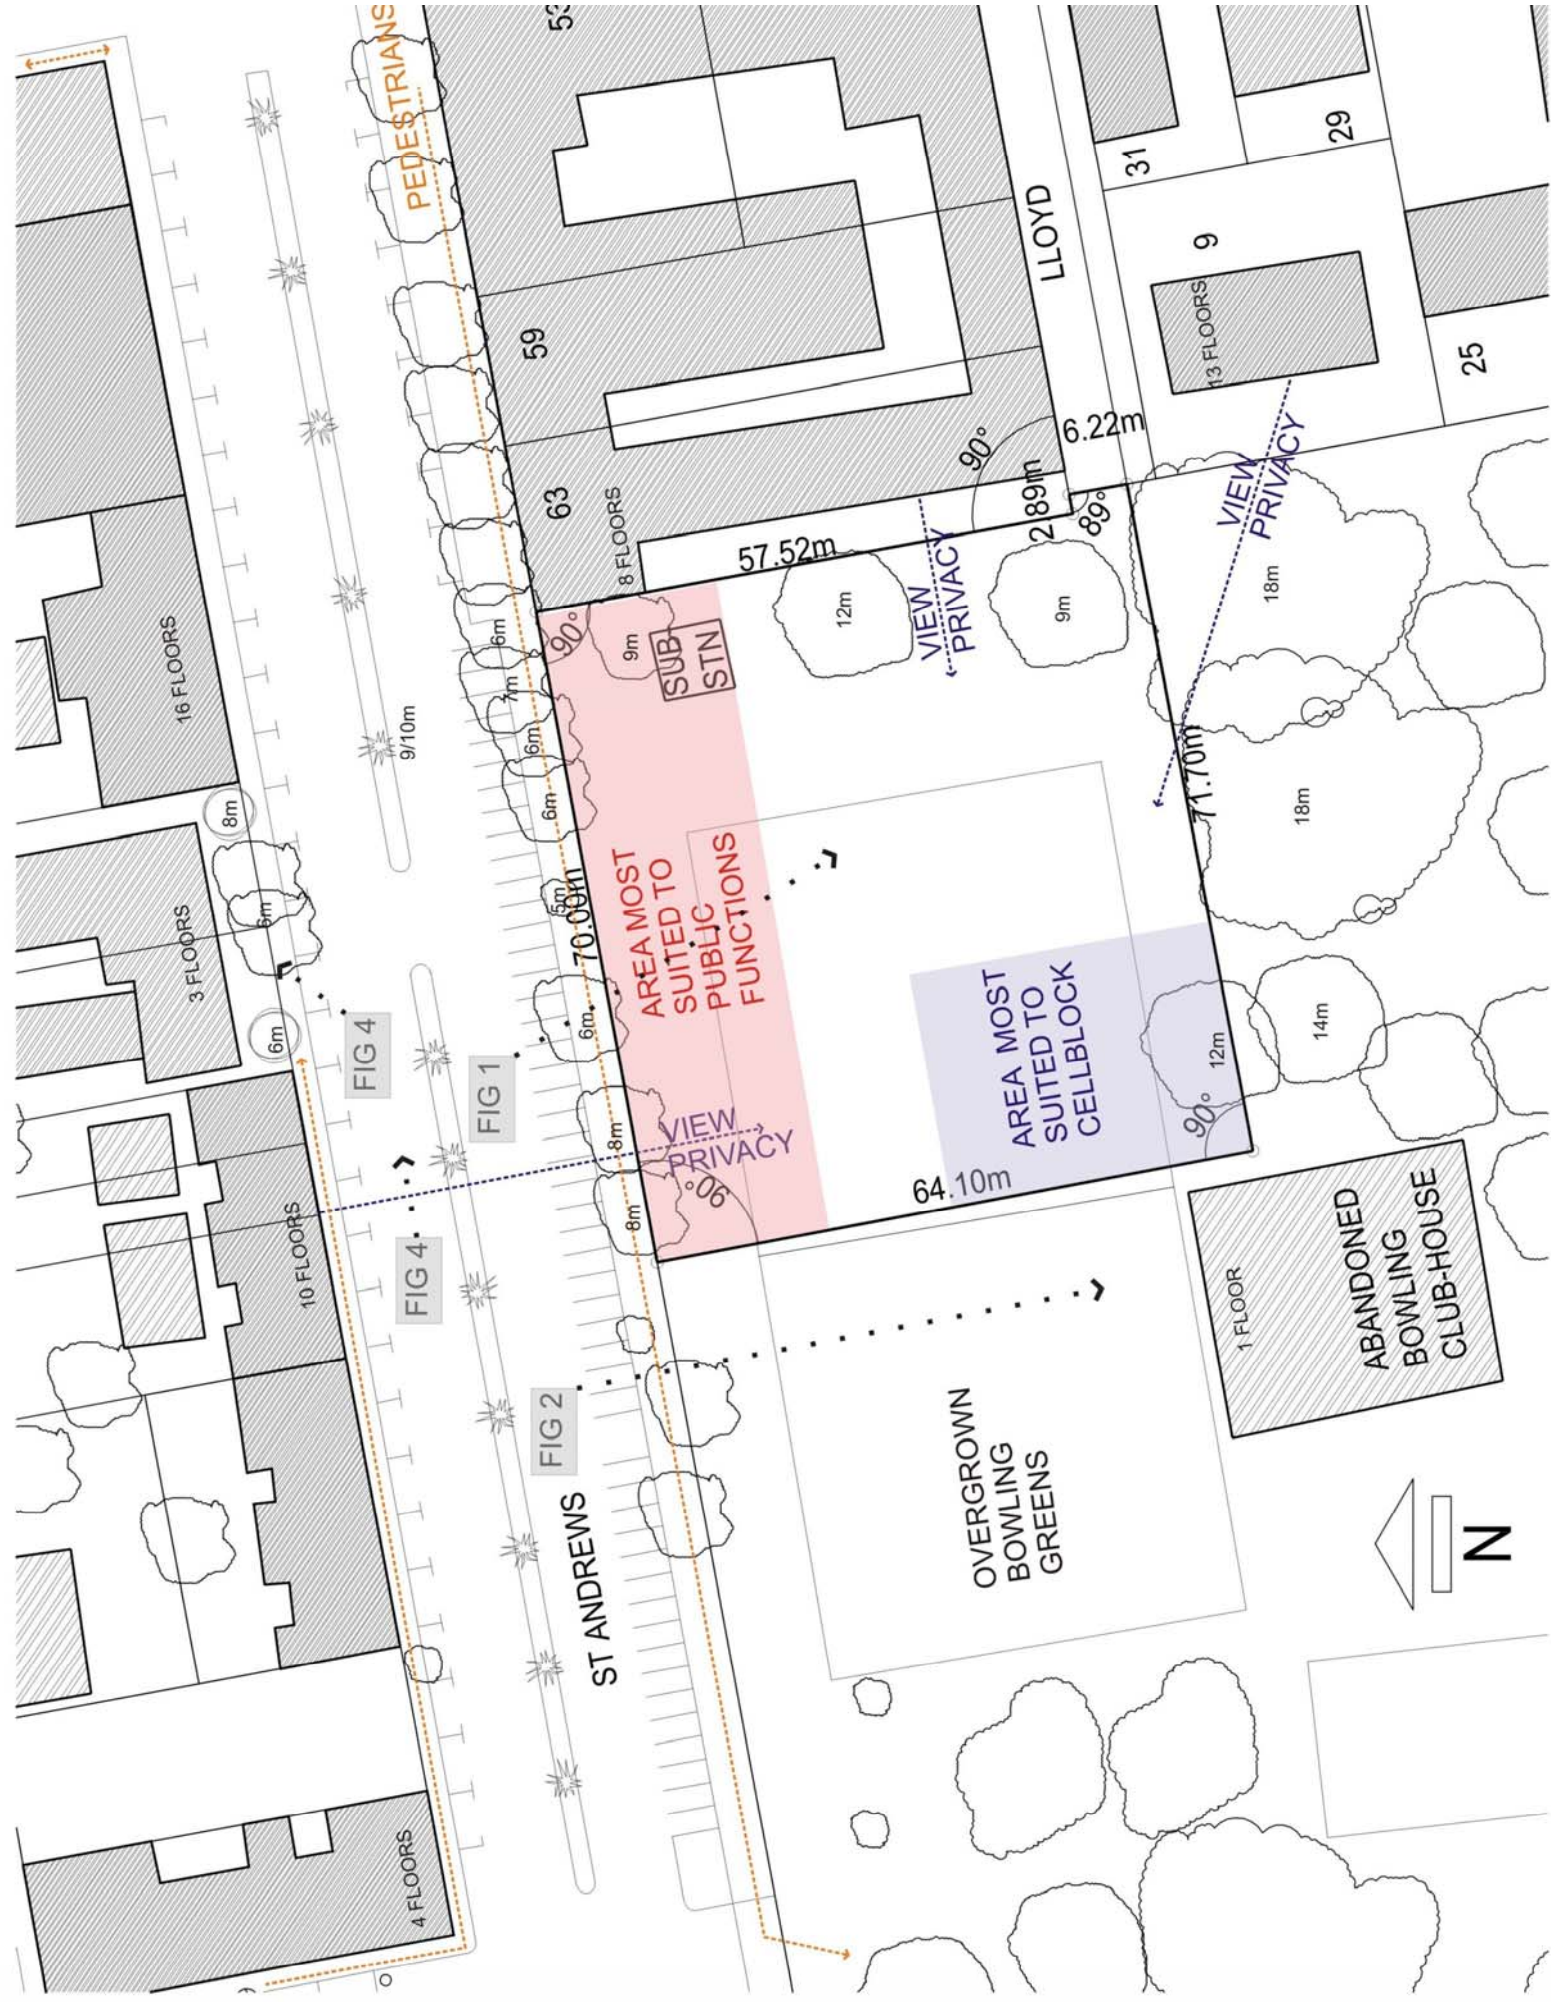 PEDESTRIANS
53
59
63
8 FLOORS
LLOYD
31
29
9
13 FLOORS
25
6.22m
90°
2.89m
89°
57.52m
VIEW
PRIVACY
VIEW
PRIVACY
12m
9m
18m
18m
71.70m
16 FLOORS
9/10m
8m
6m
7m
6m
6m
5m
70.00m
6m
8m
8m
90°
9m
SUB
STN
AREA MOST
SUITED TO
PUBLIC
FUNCTIONS
AREA MOST
SUITED TO
CELLBLOCK
VIEW
PRIVACY
90°
64.10m
90°
12m
14m
3 FLOORS
6m
6m
FIG 4
FIG 1
FIG 4
FIG 2
10 FLOORS
ST ANDREWS
4 FLOORS
OVERGROWN
BOWLING
GREENS
1 FLOOR
ABANDONED
BOWLING
CLUB-HOUSE
N